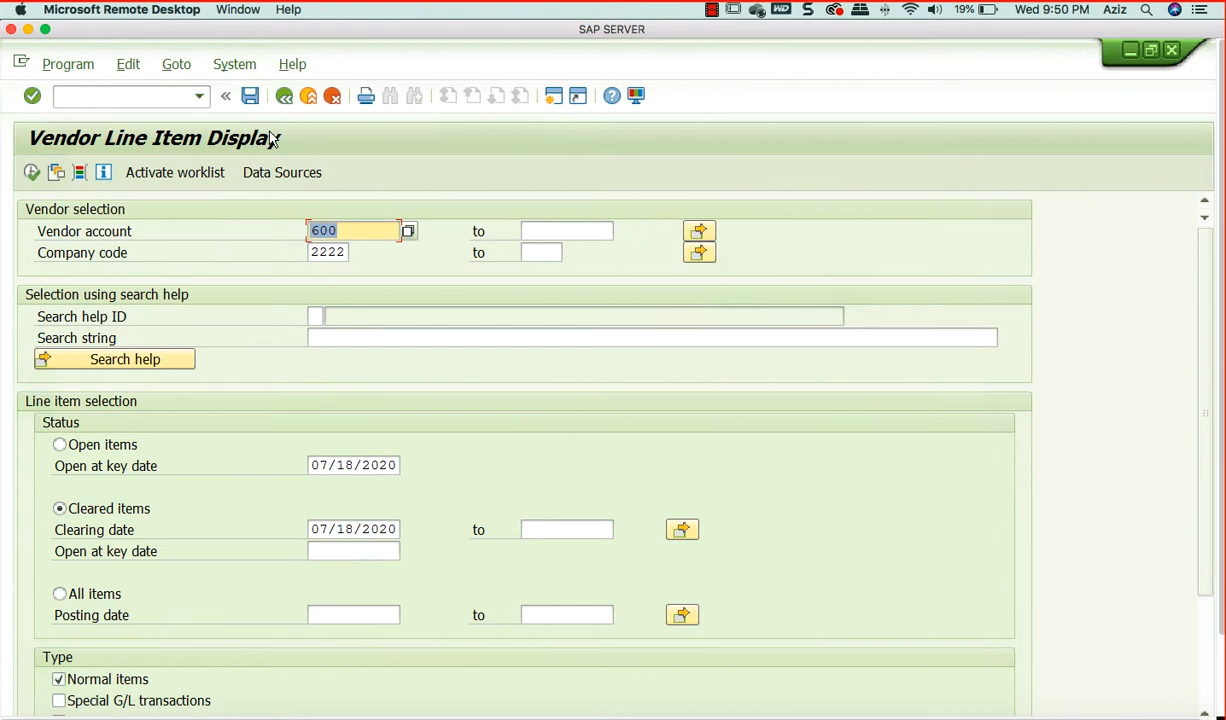 Microsoft Remote Desktop Window Help 19% Wed 9:50 PM Aziz
SAP SERVER
Program Edit Goto System Help
Vendor Line Item Display
Activate worklist Data Sources
Vendor selection
Vendor account 600 to
Company code 2222 to
Selection using search help
Search help ID
Search string
Search help
Line item selection
Status
Open items
Open at key date 07/18/2020
Cleared items
Clearing date 07/18/2020 to
Open at key date
All items
Posting date to
Type
Normal items
Special G/L transactions